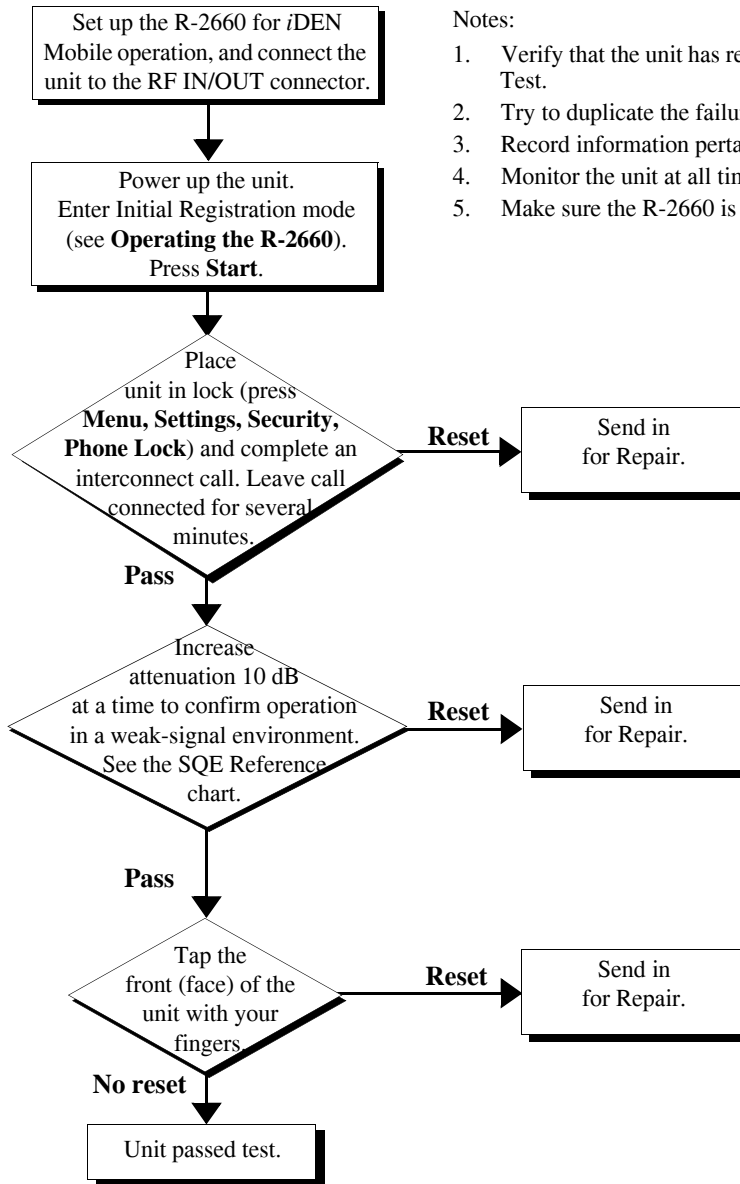 Set up the R-2660 for iDEN
Mobile operation, and connect the
unit to the RF IN/OUT connector.
Power up the unit.
Enter Initial Registration mode
(see Operating the R-2660).
Press Start.
Place
unit in lock (press
Menu, Settings, Security,
Phone Lock) and complete an
interconnect call. Leave call
connected for several
minutes.
Reset
Send in
for Repair.
Pass
Increase
attenuation 10 dB
at a time to confirm operation
in a weak-signal environment.
See the SQE Reference
chart.
Reset
Send in
for Repair.
Pass
Tap the
front (face) of the
unit with your
fingers.
Reset
Send in
for Repair.
No reset
Unit passed test.
Notes:
1. Verify that the unit has
Test.
2. Try to duplicate the
3. Record information
4. Monitor the unit at all
5. Make sure the R-2660 is